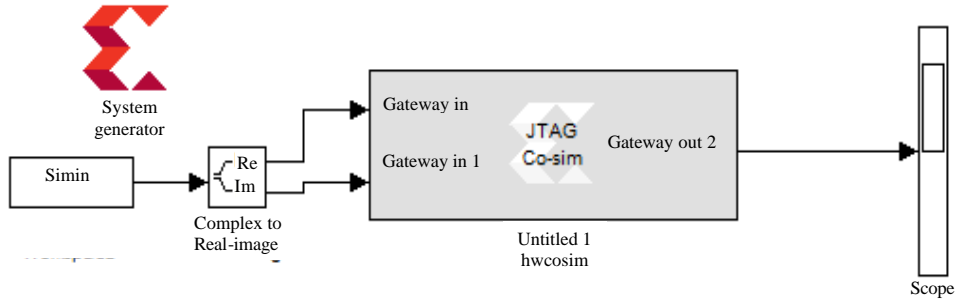 System
generator
Simin
Re
Im
Complex to
Real-image
Gateway in
Gateway in 1
JTAG
Co-sim
Gateway out 2
Untitled 1
hwcosim
Scope